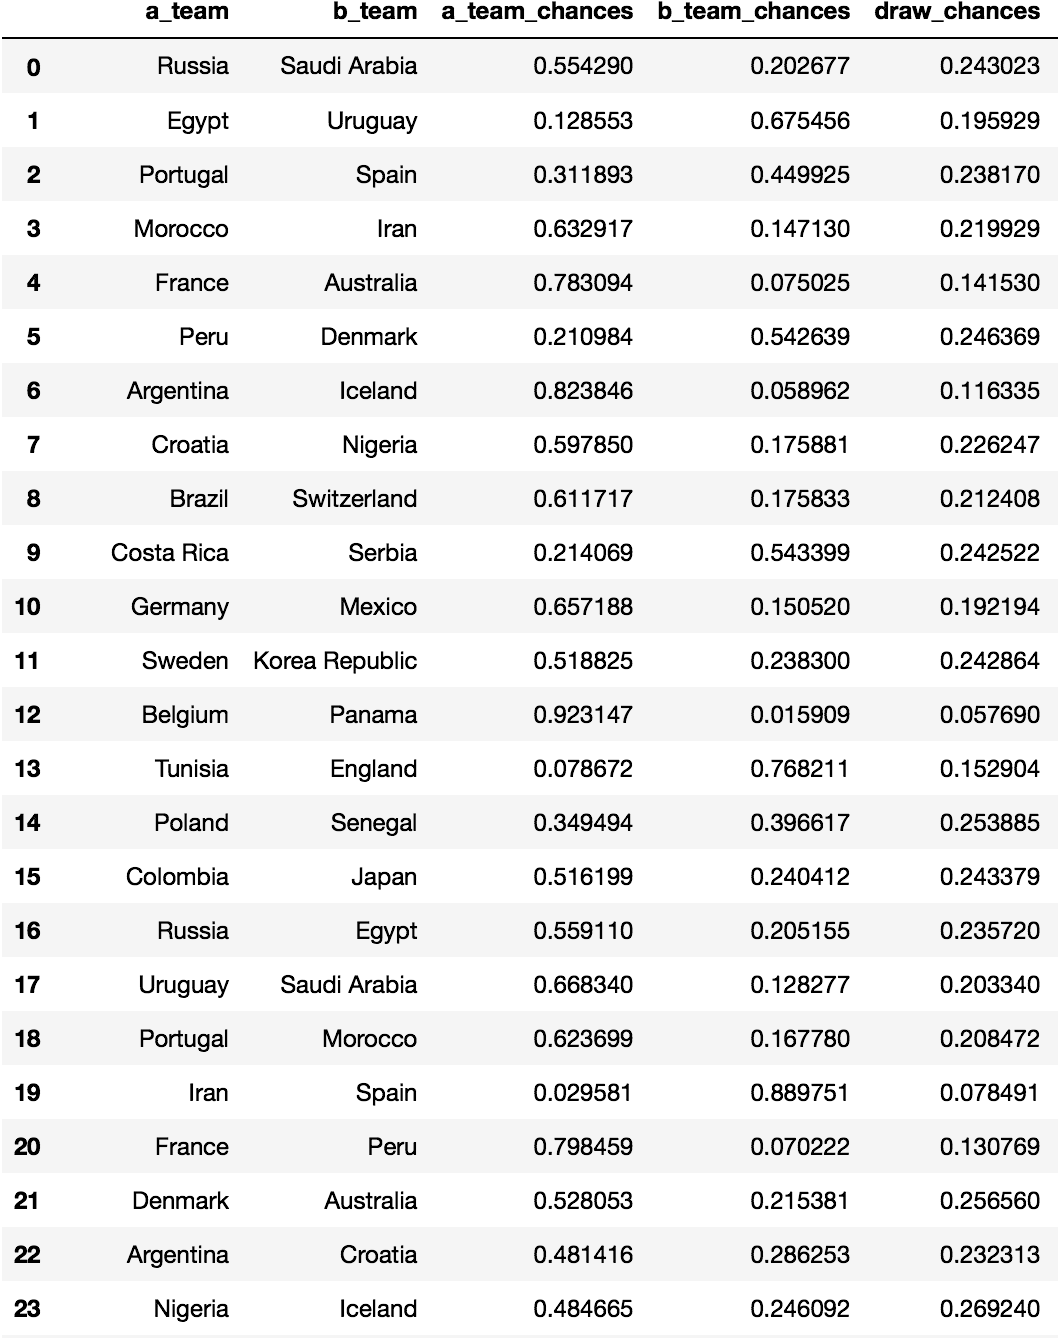 a_team b_team a_team_chances b_team_chances draw_chances
0 Russia Saudi Arabia 0.554290 0.202677 0.243023
1 Egypt Uruguay 0.128553 0.675456 0.195929
2 Portugal Spain 0.311893 0.449925 0.238170
3 Morocco Iran 0.632917 0.147130 0.219929
4 France Australia 0.783094 0.075025 0.141530
5 Peru Denmark 0.210984 0.542639 0.246369
6 Argentina Iceland 0.823846 0.058962 0.116335
7 Croatia Nigeria 0.597850 0.175881 0.226247
8 Brazil Switzerland 0.611717 0.175833 0.212408
9 Costa Rica Serbia 0.214069 0.543399 0.242522
10 Germany Mexico 0.657188 0.150520 0.192194
11 Sweden Korea Republic 0.518825 0.238300 0.242864
12 Belgium Panama 0.923147 0.015909 0.057690
13 Tunisia England 0.078672 0.768211 0.152904
14 Poland Senegal 0.349494 0.396617 0.253885
15 Colombia Japan 0.516199 0.240412 0.243379
16 Russia Egypt 0.559110 0.205155 0.235720
17 Uruguay Saudi Arabia 0.668340 0.128277 0.203340
18 Portugal Morocco 0.623699 0.167780 0.208472
19 Iran Spain 0.029581 0.889751 0.078491
20 France Peru 0.798459 0.070222 0.130769
21 Denmark Australia 0.528053 0.215381 0.256560
22 Argentina Croatia 0.481416 0.286253 0.232313
23 Nigeria Iceland 0.484665 0.246092 0.269240